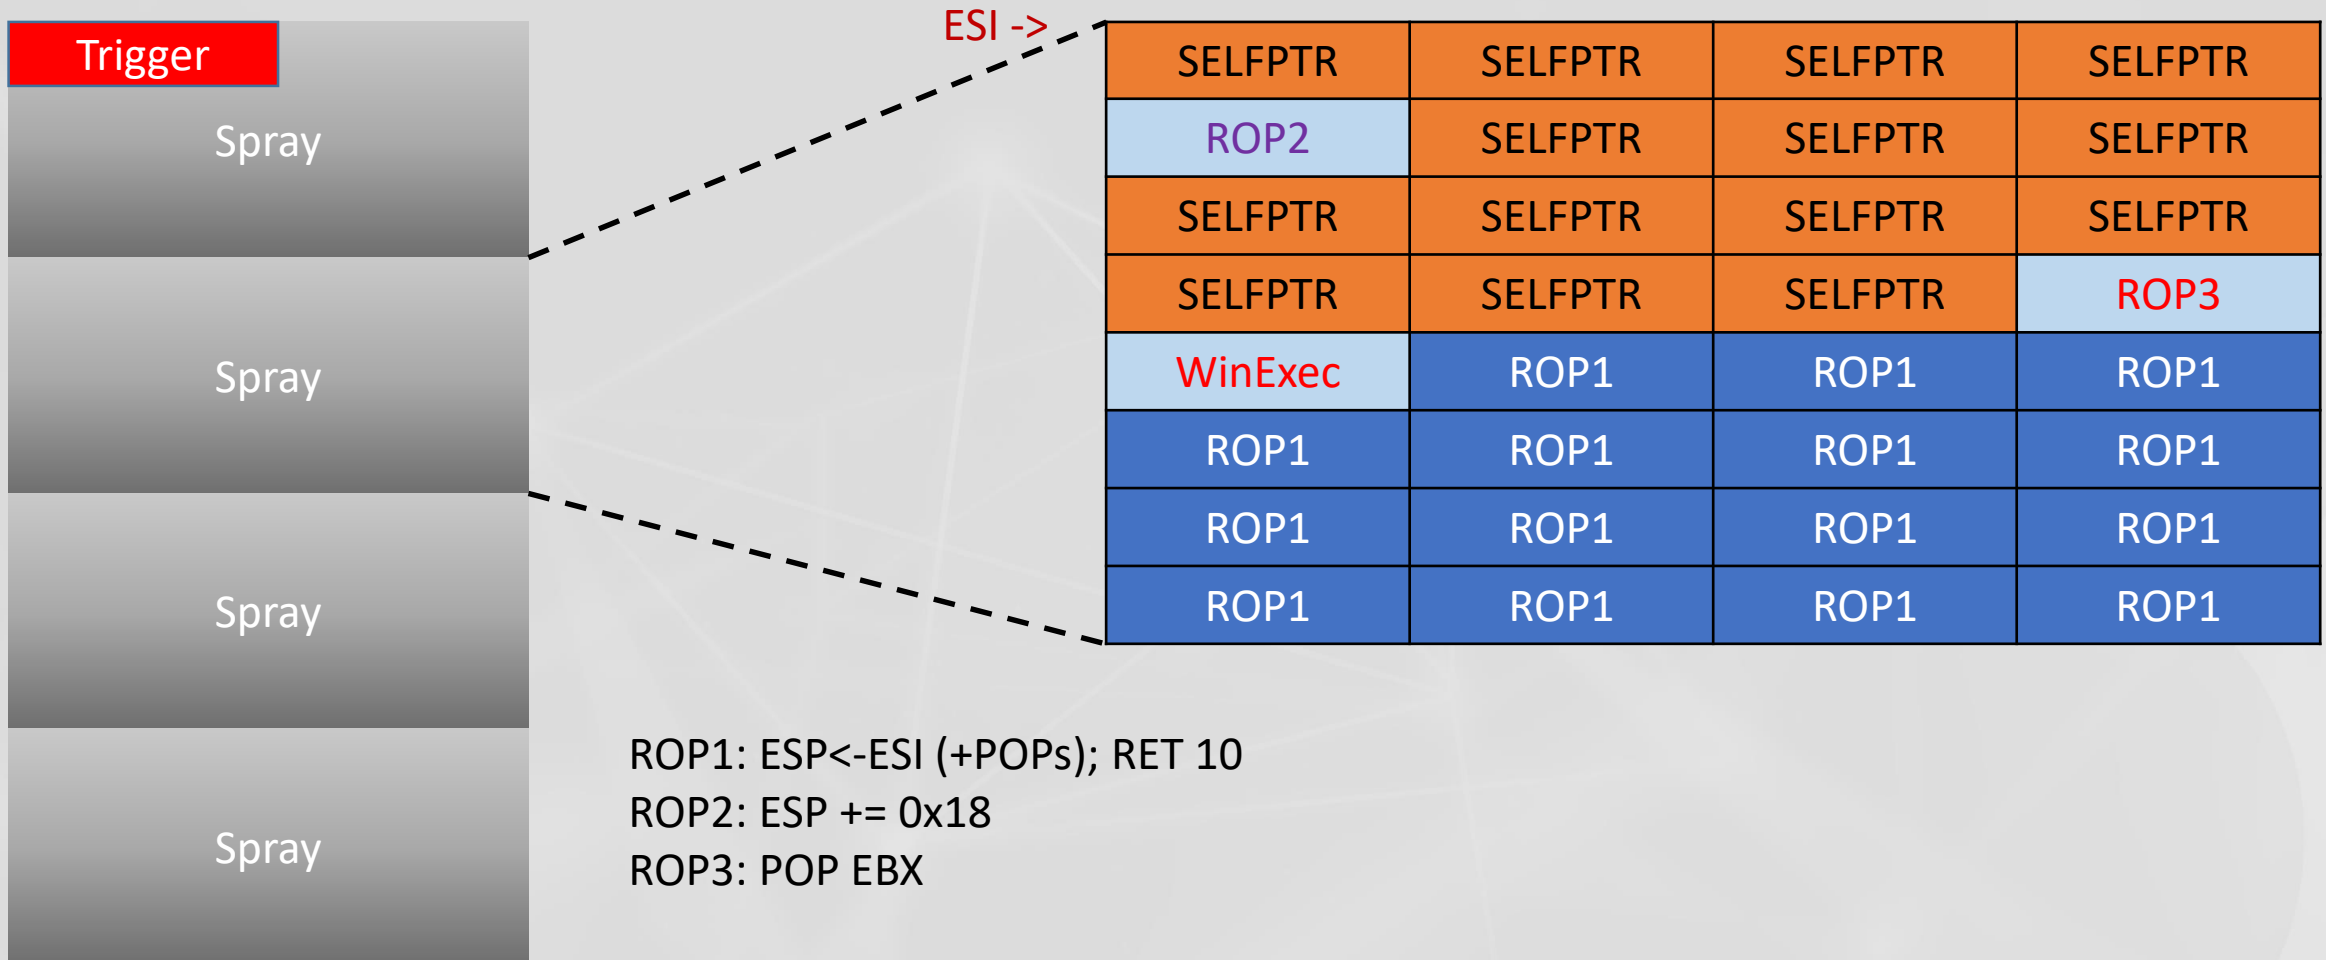 Trigger
Spray
Spray
Spray
Spray
ESI ->
SELFPTR SELFPTR SELFPTR SELFPTR
ROP2 SELFPTR SELFPTR SELFPTR
SELFPTR SELFPTR SELFPTR SELFPTR
SELFPTR SELFPTR SELFPTR ROP3
WinExec ROP1 ROP1 ROP1
ROP1 ROP1 ROP1 ROP1
ROP1 ROP1 ROP1 ROP1
ROP1 ROP1 ROP1 ROP1
ROP1: ESP<-ESI (+POPs); RET 10
ROP2: ESP += 0x18
ROP3: POP EBX